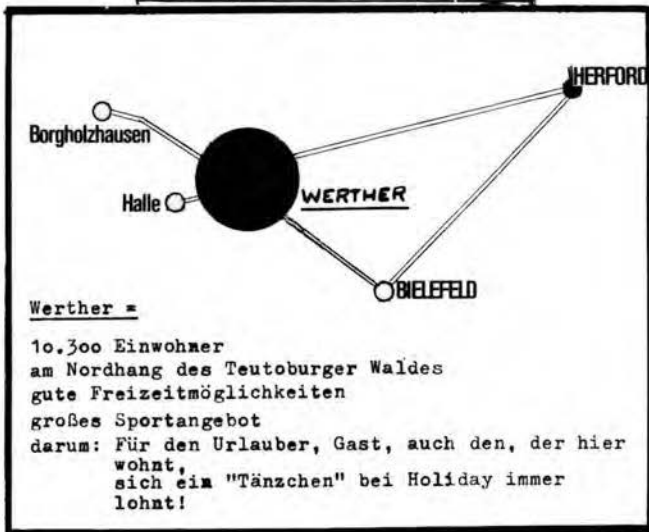 HERFORD
Borgholzhausen
Halle
WERTHER
BIELEFELD
Werther =
1o.3oo Einwohner
am Nordhang des Teutoburger Waldes
gute Freizeitmöglichkeiten
großes Sportangebot
darum: Für den Urlauber, Gast, auch den, der hier
wohnt,
sich ein "Tänzchen" bei Holiday immer
lohnt!